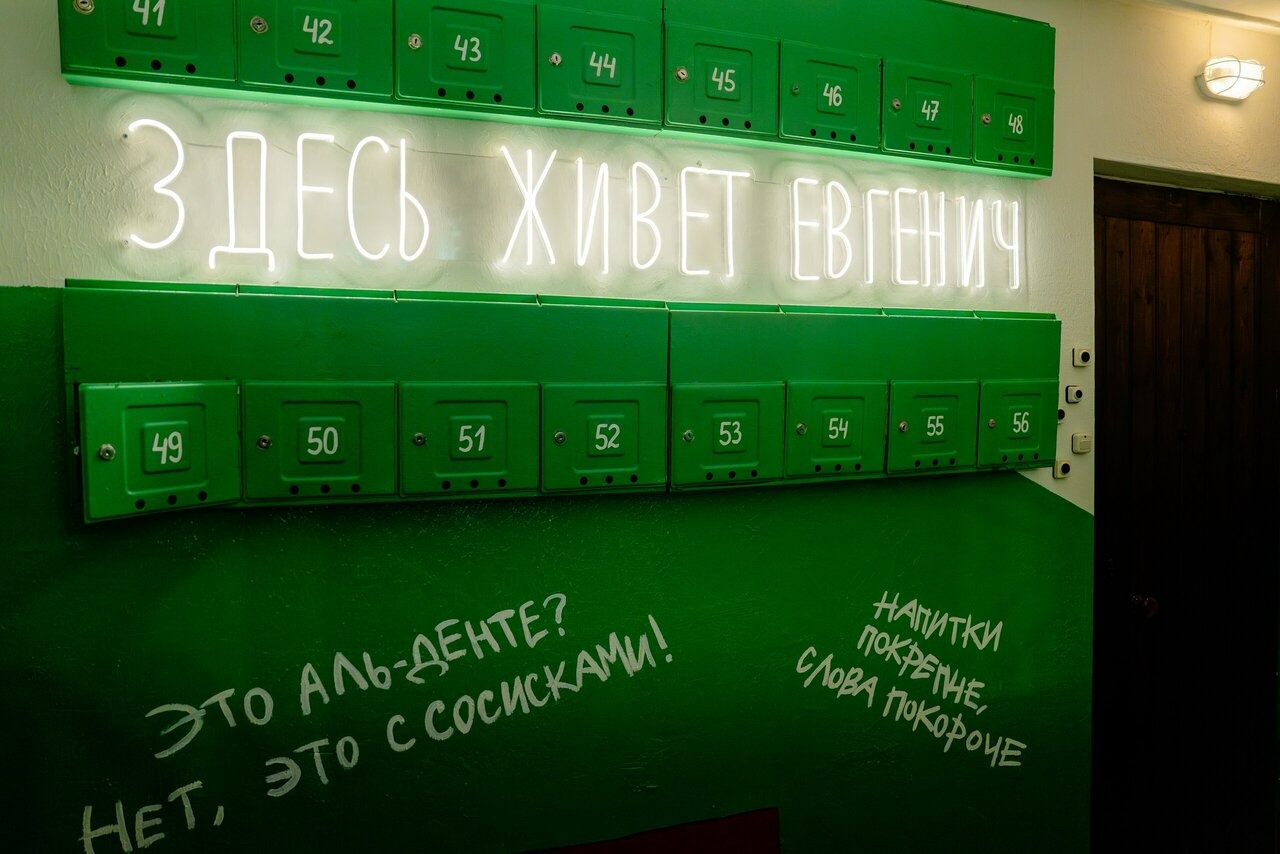 41 42 43 44 45 46 47 48
ЗДЕСЬ ЖИВЕТ ЕВГЕНИЧ
49 50 51 52 53 54 55 56
ЭТО АЛЬ-ДЕНТЕ?
НЕТ, ЭТО С СОСИСКАМИ!
НАПИТКИ
ПОКРЕПЧЕ,
СЛОВА ПОКОРОЧЕ